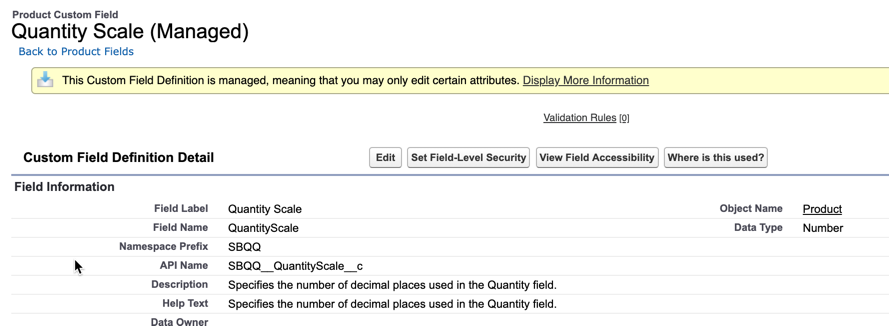 Product Custom Field
Quantity Scale (Managed)
Back to Product Fields
This Custom Field Definition is managed, meaning that you may only edit certain attributes. Display More Information
Validation Rules [0]
Custom Field Definition Detail Edit Set Field-Level Security View Field Accessibility Where is this used?
Field Information
Field Label Quantity Scale Object Name Product
Field Name QuantityScale Data Type Number
Namespace Prefix SBQQ
API Name SBQQ__QuantityScale__c
Description Specifies the number of decimal places used in the Quantity field.
Help Text Specifies the number of decimal places used in the Quantity field.
Data Owner